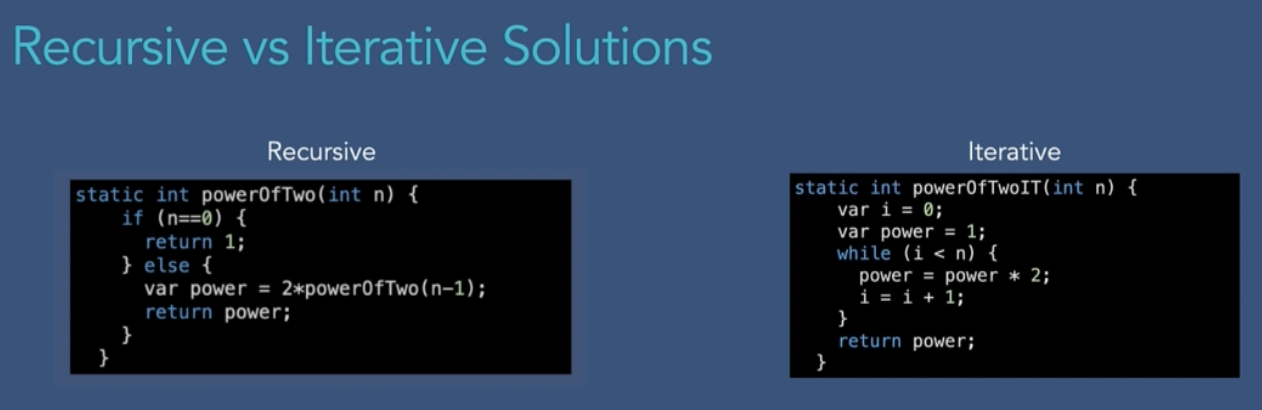 Recursive vs Iterative Solutions
Recursive
static int powerOfTwo(int n) {
if (n==0) {
return 1;
} else {
var power = 2*powerOfTwo(n-1);
return power;
}
}
Iterative
static int powerOfTwoIT(int n) {
var i = 0;
var power = 1;
while (i < n) {
power = power * 2;
i = i + 1;
}
return power;
}